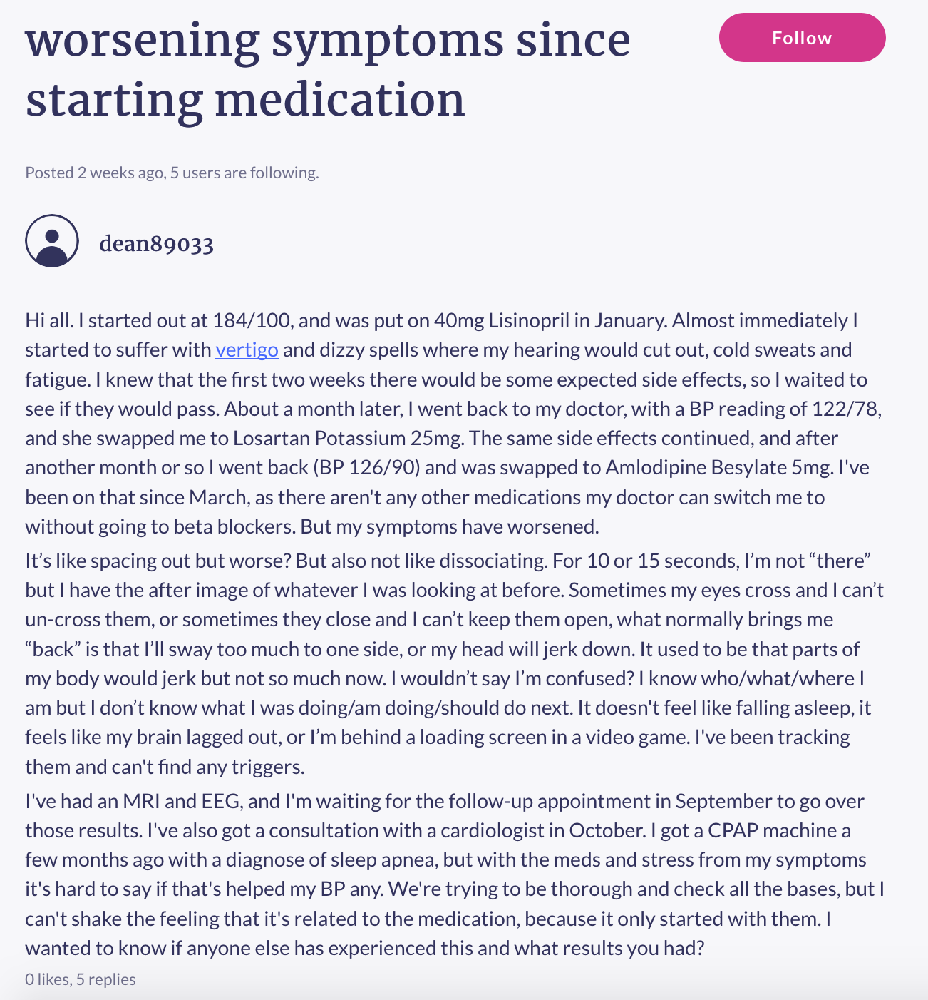 worsening symptoms since
starting medication
Follow
Posted 2 weeks ago, 5 users are following.
dean89033
Hi all. I started out at 184/100, and was put on 40mg Lisinopril in January. Almost immediately I
started to suffer with vertigo and dizzy spells where my hearing would cut out, cold sweats and
fatigue. I knew that the first two weeks there would be some expected side effects, so I waited to
see if they would pass. About a month later, I went back to my doctor, with a BP reading of 122/78,
and she swapped me to Losartan Potassium 25mg. The same side effects continued, and after
another month or so I went back (BP 126/90) and was swapped to Amlodipine Besylate 5mg. I've
been on that since March, as there aren't any other medications my doctor can switch me to
without going to beta blockers. But my symptoms have worsened.
It’s like spacing out but worse? But also not like dissociating. For 10 or 15 seconds, I’m not “there”
but I have the after image of whatever I was looking at before. Sometimes my eyes cross and I can’t
un-cross them, or sometimes they close and I can’t keep them open, what normally brings me
“back” is that I’ll sway too much to one side, or my head will jerk down. It used to be that parts of
my body would jerk but not so much now. I wouldn’t say I’m confused? I know who/what/where I
am but I don’t know what I was doing/am doing/should do next. It doesn't feel like falling asleep, it
feels like my brain lagged out, or I’m behind a loading screen in a video game. I've been tracking
them and can't find any triggers.
I've had an MRI and EEG, and I'm waiting for the follow-up appointment in September to go over
those results. I've also got a consultation with a cardiologist in October. I got a CPAP machine a
few months ago with a diagnose of sleep apnea, but with the meds and stress from my symptoms
it's hard to say if that's helped my BP any. We're trying to be thorough and check all the bases, but I
can't shake the feeling that it's related to the medication, because it only started with them. I
wanted to know if anyone else has experienced this and what results you had?
0 likes, 5 replies